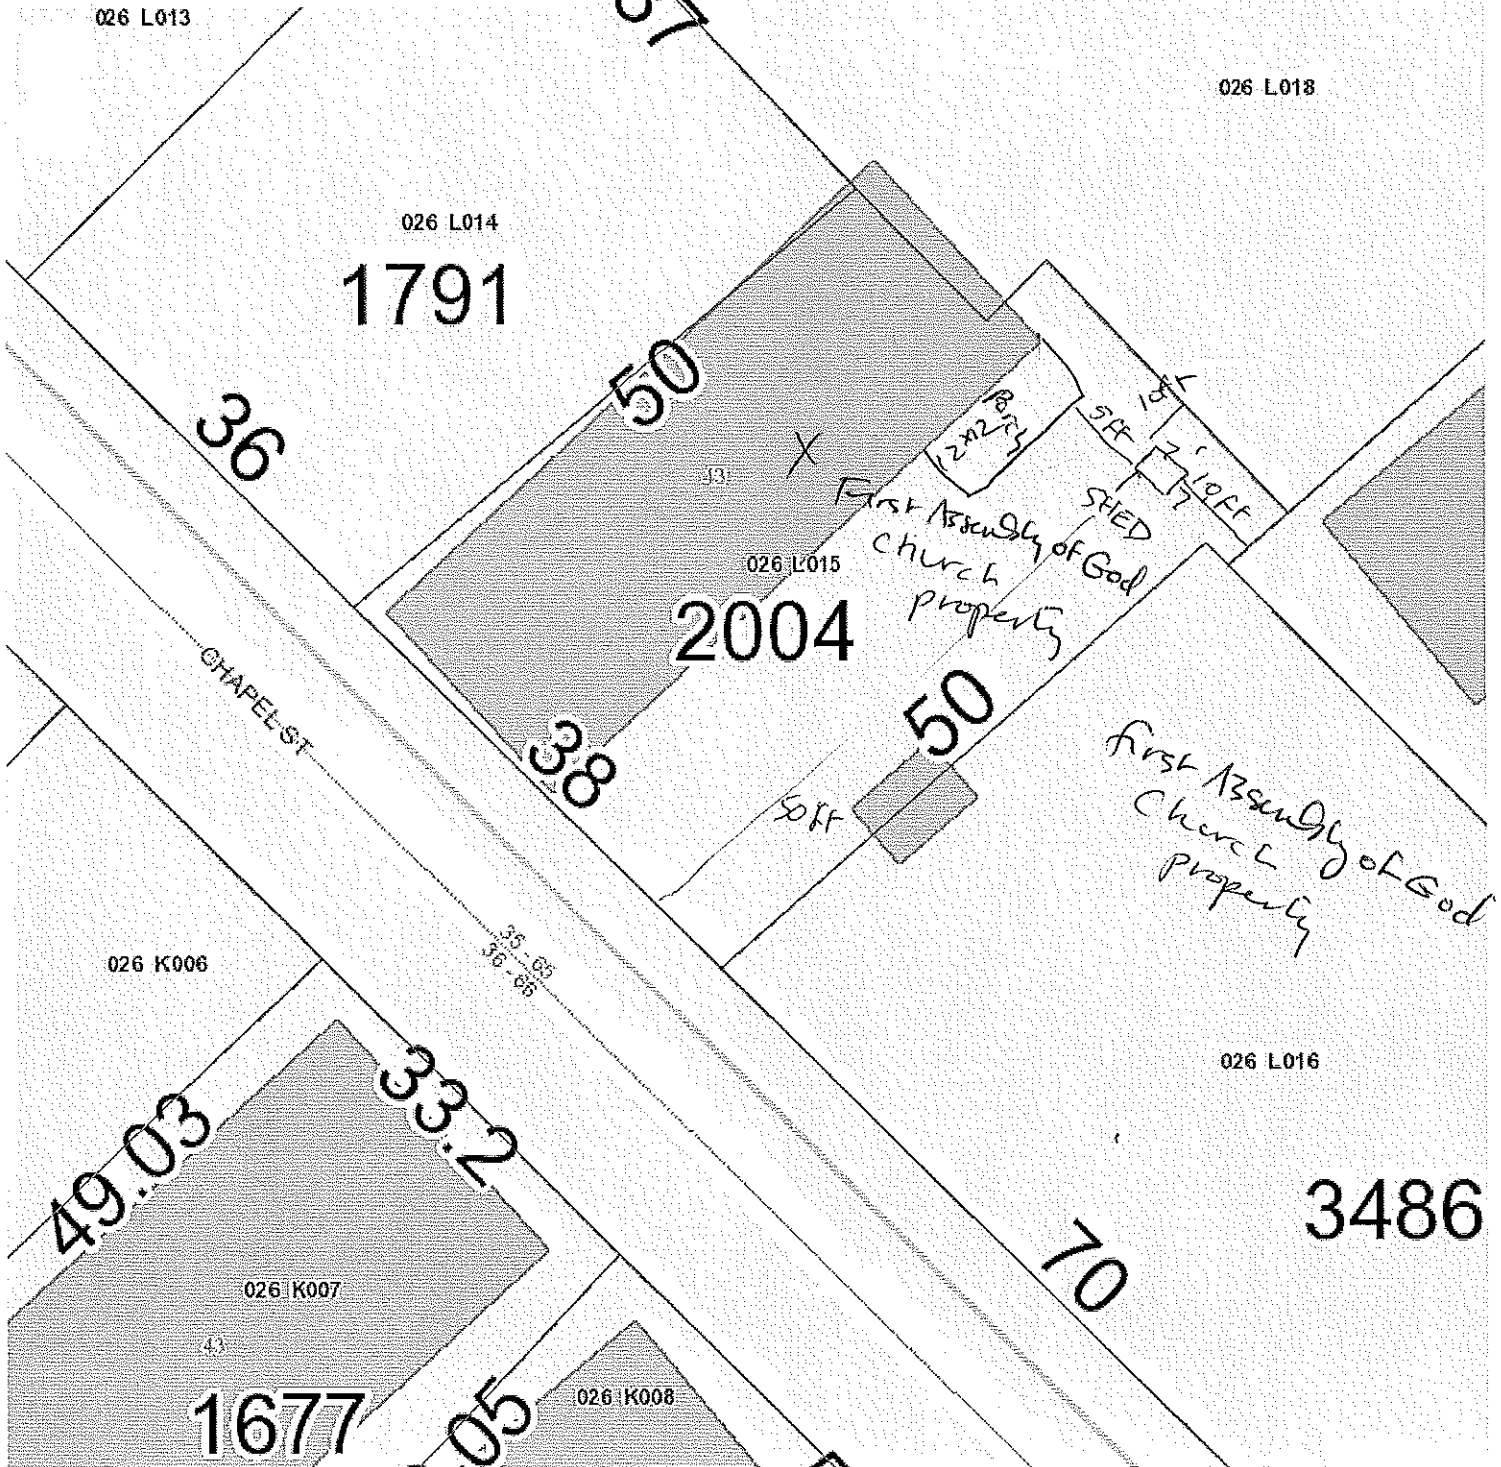 026 L013
026 L018
026 L014
1791
36
50
Porch
5ft
10ft
SHED
First Assembly of God
church
property
026 L015
2004
38
50
50ft
CHAPEL ST
first Assembly of God
Church
property
35 - 65
36 - 66
026 K006
33.2
49.03
026 L016
3486
70
026 K007
43
1677
026 K008